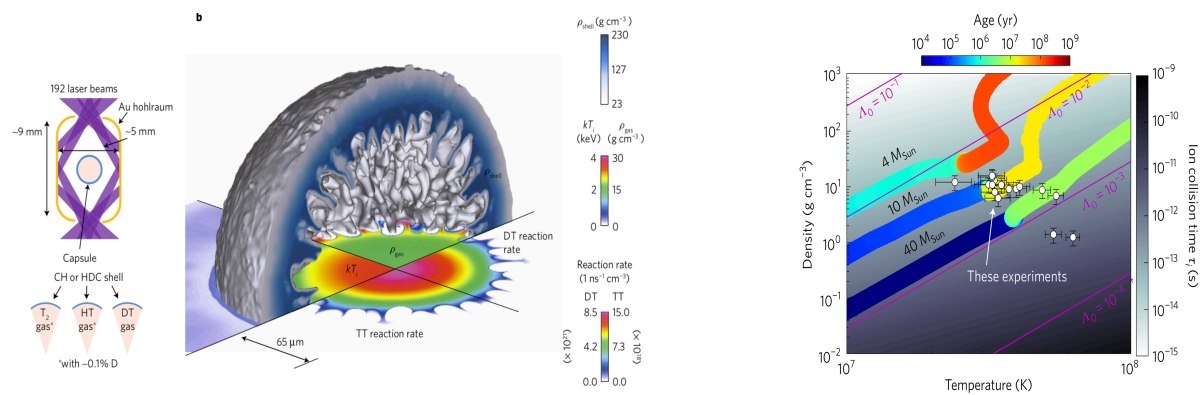 192 laser beams
Au hohlraum
~9 mm
~5 mm
Capsule
CH or HDC shell
T₂
gas*
HT
gas*
DT
gas
*with ~0.1% D
b
ρshell (g cm⁻³)
230
127
23
kTᵢ
(keV)
ρgas
(g cm⁻³)
4 30
2 15
0 0
ρshell
ρgas
kTᵢ
DT reaction
rate
TT reaction rate
65 μm
Reaction rate
(1 ns⁻¹ cm⁻³)
DT TT
8.5 15.0
4.2 7.3
0.0 0.0
(× 10²¹)
(× 10¹⁸)
Age (yr)
10⁴ 10⁵ 10⁶ 10⁷ 10⁸ 10⁹
Density (g cm⁻³)
10³
10²
10¹
10⁰
10⁻¹
10⁻²
Λ₀ = 10⁻¹
Λ₀ = 10⁻²
Λ₀ = 10⁻³
Λ₀ = 10⁻⁴
4 MSun
10 MSun
40 MSun
These experiments
10⁷
10⁸
Temperature (K)
10⁻⁹
10⁻¹⁰
10⁻¹¹
10⁻¹²
10⁻¹³
10⁻¹⁴
10⁻¹⁵
Ion collision time τᵢ (s)